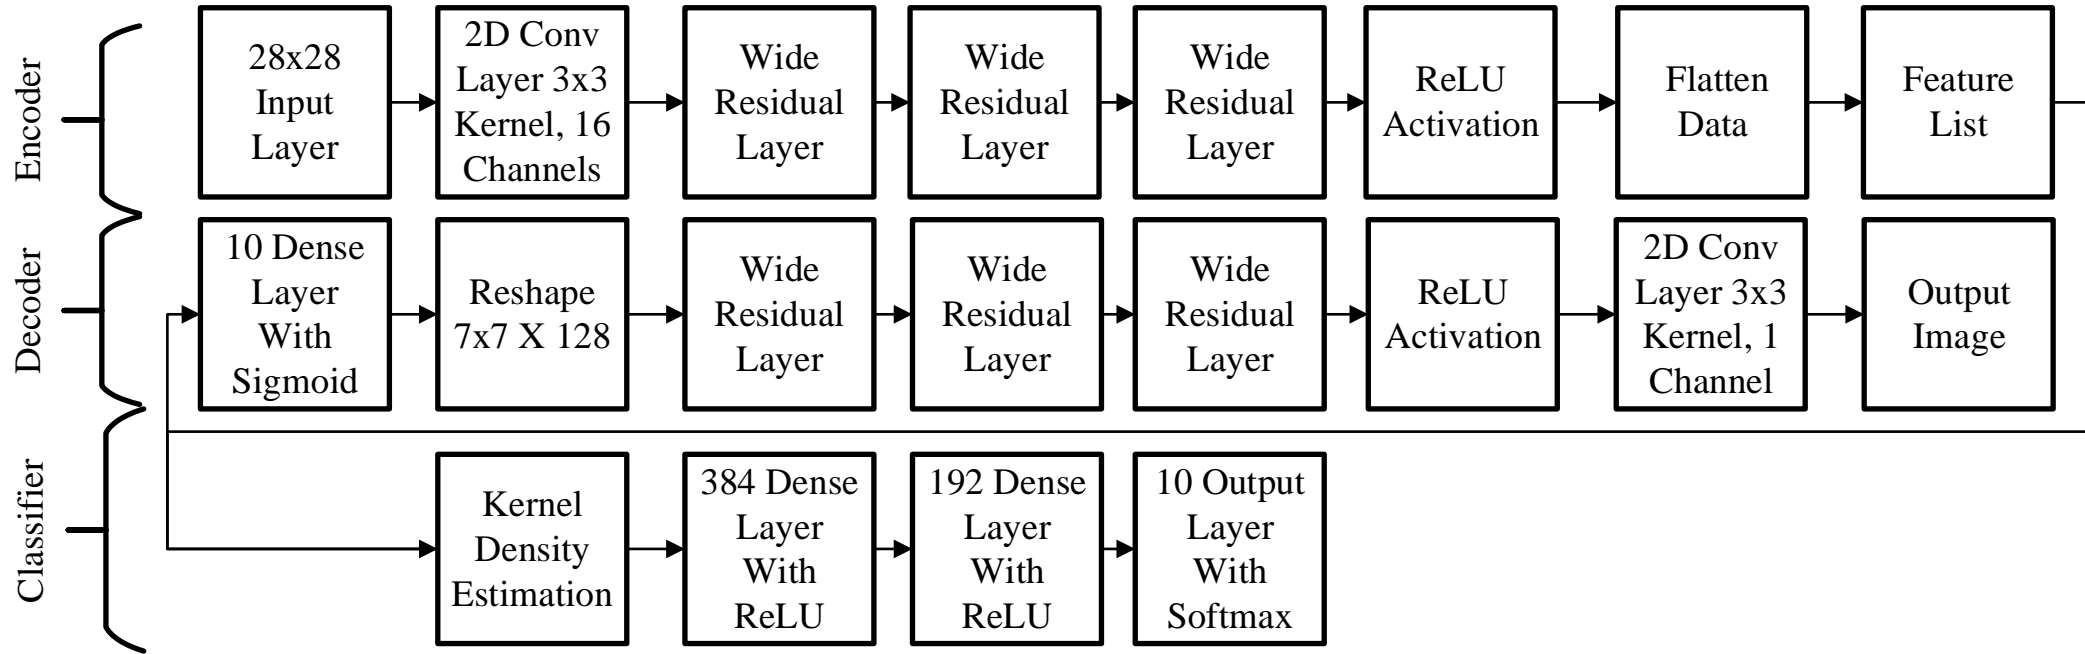 Encoder
28x28
Input
Layer
2D Conv
Layer 3x3
Kernel, 16
Channels
Wide
Residual
Layer
Wide
Residual
Layer
Wide
Residual
Layer
ReLU
Activation
Flatten
Data
Feature
List
Decoder
10 Dense
Layer
With
Sigmoid
Reshape
7x7 X 128
Wide
Residual
Layer
Wide
Residual
Layer
Wide
Residual
Layer
ReLU
Activation
2D Conv
Layer 3x3
Kernel, 1
Channel
Output
Image
Classifier
Kernel
Density
Estimation
384 Dense
Layer
With
ReLU
192 Dense
Layer
With
ReLU
10 Output
Layer
With
Softmax